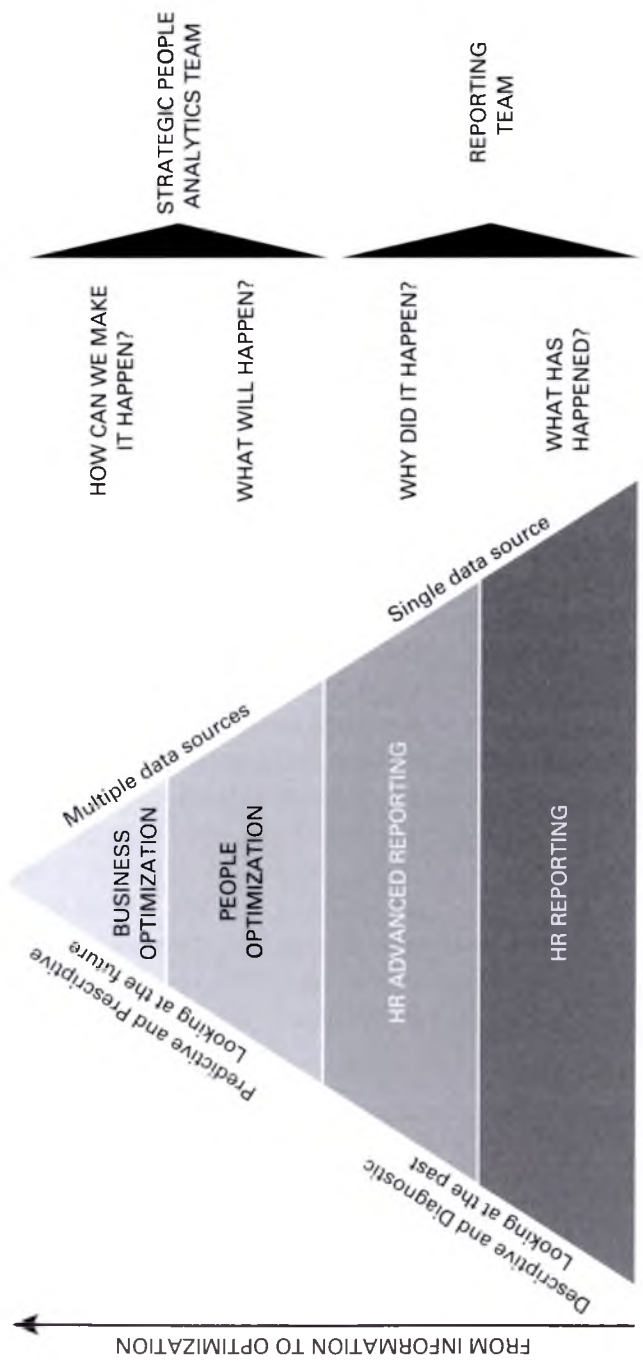 FROM INFORMATION TO OPTIMIZATION
Predictive and Prescriptive
Looking at the future
Descriptive and Diagnostic
Looking at the past
BUSINESS
OPTIMIZATION
PEOPLE
OPTIMIZATION
HR ADVANCED REPORTING
HR REPORTING
Multiple data sources
Single data source
HOW CAN WE MAKE
IT HAPPEN?
WHAT WILL HAPPEN?
WHY DID IT HAPPEN?
WHAT HAS
HAPPENED?
STRATEGIC PEOPLE
ANALYTICS TEAM
REPORTING
TEAM